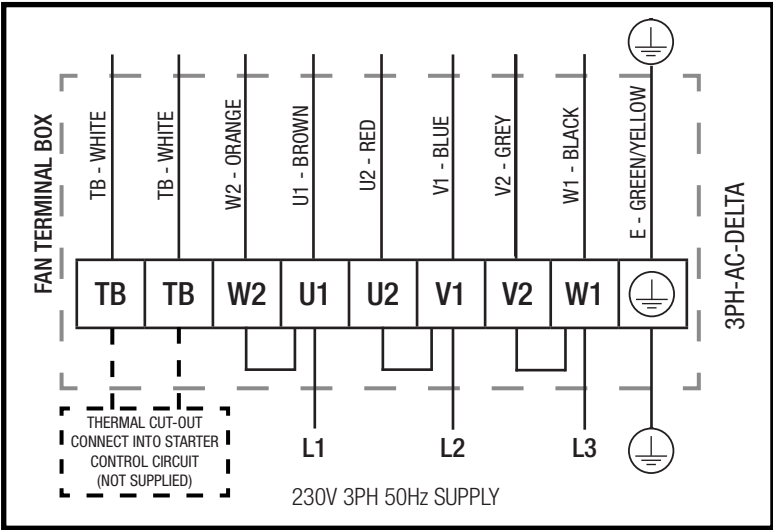 FAN TERMINAL BOX
TB - WHITE
TB - WHITE
W2 - ORANGE
U1 - BROWN
U2 - RED
V1 - BLUE
V2 - GREY
W1 - BLACK
E - GREEN/YELLOW
3PH-AC-DELTA
TB TB W2 U1 U2 V1 V2 W1
THERMAL CUT-OUT
CONNECT INTO STARTER
CONTROL CIRCUIT
(NOT SUPPLIED)
L1 L2 L3
230V 3PH 50Hz SUPPLY